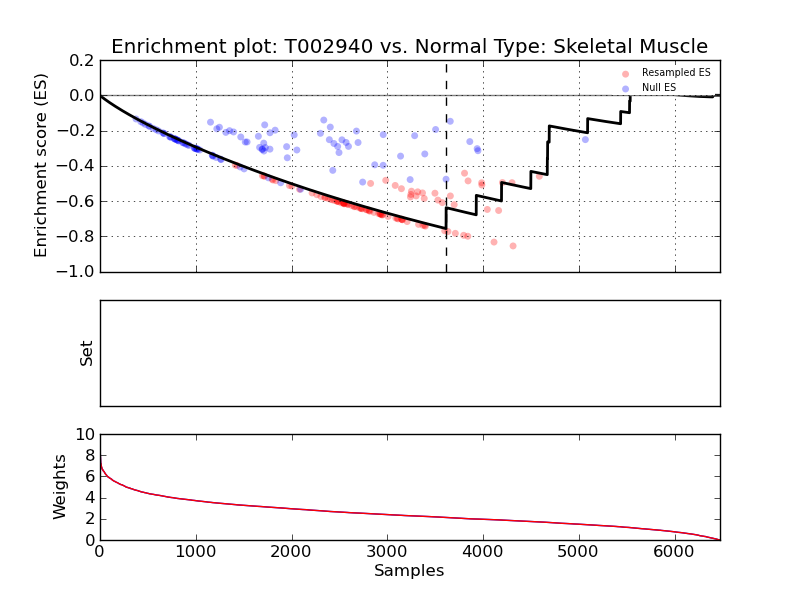 Enrichment plot: T002940 vs. Normal Type: Skeletal Muscle
Enrichment score (ES)
0.2
0.0
−0.2
−0.4
−0.6
−0.8
−1.0
Resampled ES
Null ES
Set
Weights
10
8
6
4
2
0
0 1000 2000 3000 4000 5000 6000
Samples